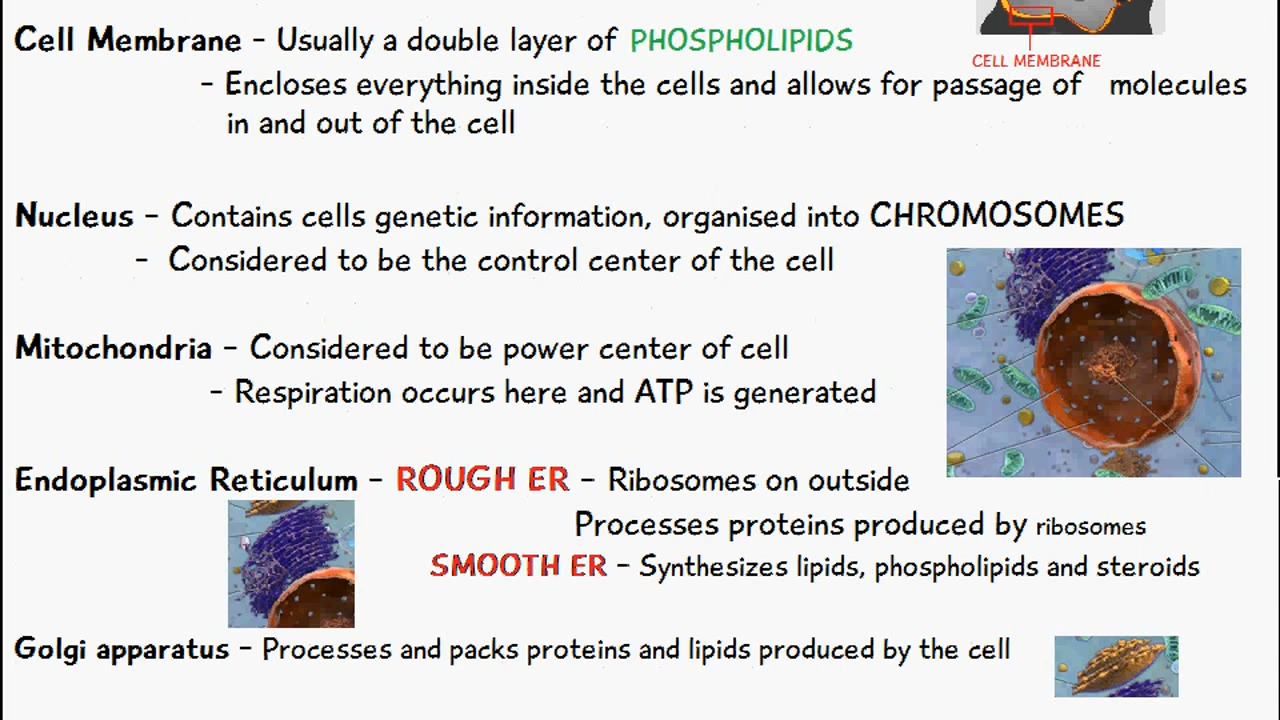 Cell Membrane - Usually a double layer of PHOSPHOLIPIDS
CELL MEMBRANE
- Encloses everything inside the cells and allows for passage of molecules
in and out of the cell
Nucleus - Contains cells genetic information, organised into CHROMOSOMES
- Considered to be the control center of the cell
Mitochondria - Considered to be power center of cell
- Respiration occurs here and ATP is generated
Endoplasmic Reticulum - ROUGH ER - Ribosomes on outside
Processes proteins produced by ribosomes
SMOOTH ER - Synthesizes lipids, phospholipids and steroids
Golgi apparatus - Processes and packs proteins and lipids produced by the cell